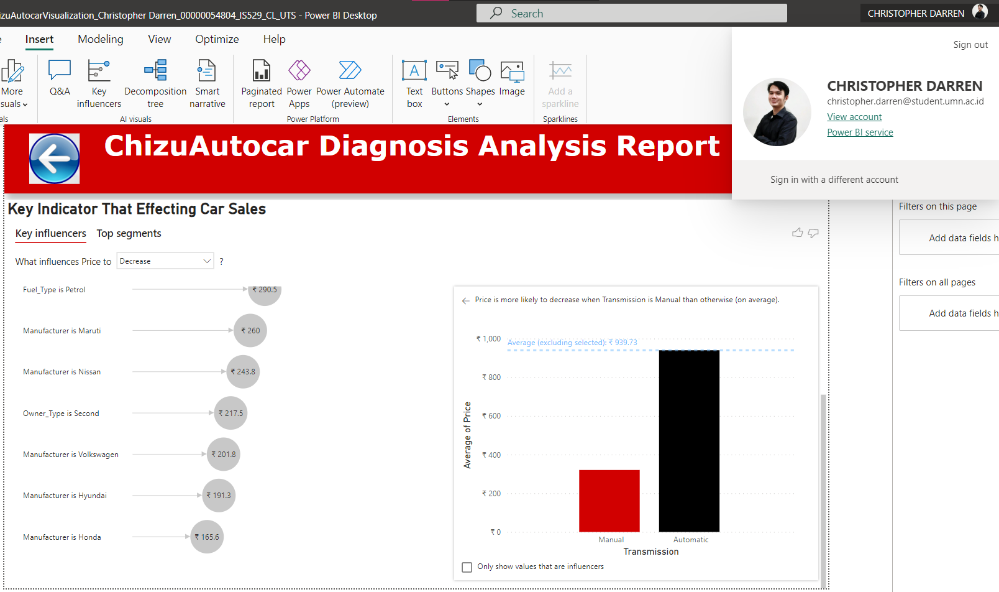 izuAutocarVisualization_Christopher Darren_00000054804_IS529_CL_UTS - Power BI Desktop
Search
CHRISTOPHER DARREN
Insert Modeling View Optimize Help
Sign out
More
suals
Q&A
Key
influencers
Decomposition
tree
Smart
narrative
Paginated
report
Power
Apps
Power Automate
(preview)
Text
box
Buttons
Shapes
Image
Add a
sparkline
als
AI visuals
Power Platform
Elements
Sparklines
CHRISTOPHER DARREN
christopher.darren@student.umn.ac.id
View account
Power BI service
Sign in with a different account
ChizuAutocar Diagnosis Analysis Report
Key Indicator That Effecting Car Sales
Key influencers Top segments
What influences Price to Decrease ?
Fuel_Type is Petrol ₹ 290.5
Manufacturer is Maruti ₹ 260
Manufacturer is Nissan ₹ 243.8
Owner_Type is Second ₹ 217.5
Manufacturer is Volkswagen ₹ 201.8
Manufacturer is Hyundai ₹ 191.3
Manufacturer is Honda ₹ 165.6
Price is more likely to decrease when Transmission is Manual than otherwise (on average).
Average (excluding selected): ₹ 939.73
₹ 1,000
₹ 800
₹ 600
₹ 400
₹ 200
₹ 0
Average of Price
Manual Automatic
Transmission
Only show values that are influencers
Filters on this page
Add data fields h
Filters on all pages
Add data fields h